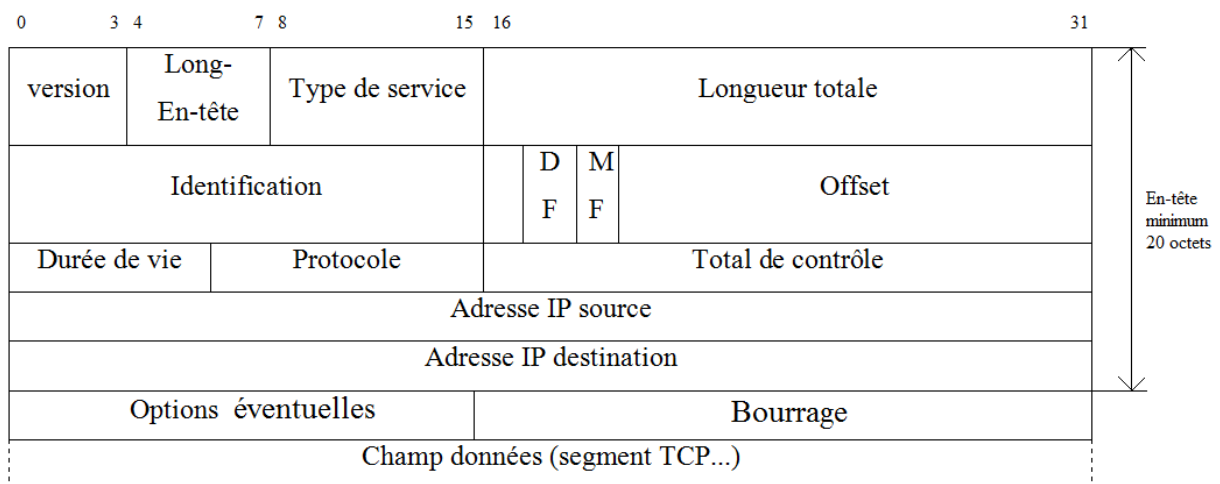 0 3 4 7 8 15 16 31
version
Long-
En-tête
Type de service
Longueur totale
Identification
D
F
M
F
Offset
En-tête
minimum
20 octets
Durée de vie
Protocole
Total de contrôle
Adresse IP source
Adresse IP destination
Options éventuelles
Bourrage
Champ données (segment TCP...)